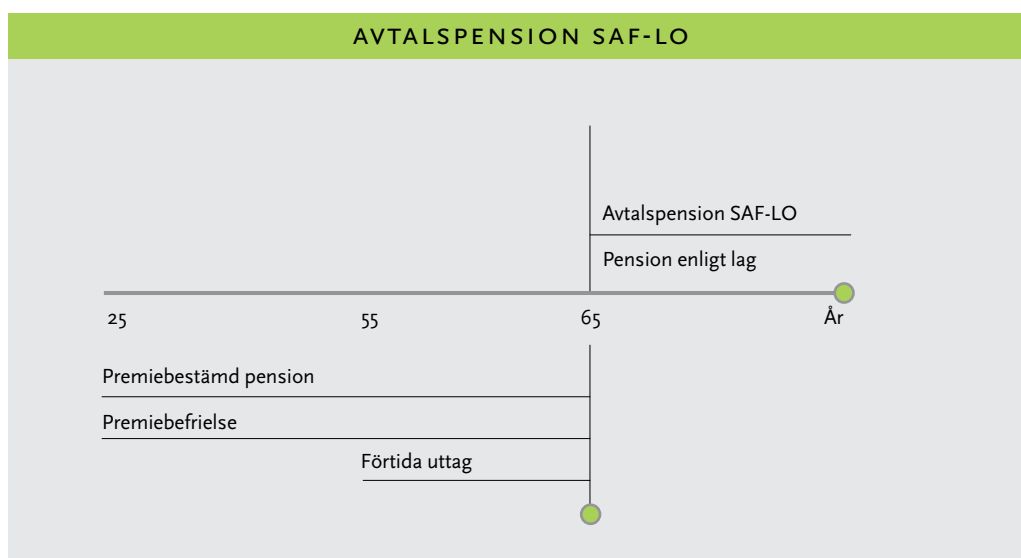 AVTALSPENSION SAF-LO
Avtalspension SAF-LO
Pension enligt lag
25 55 65 År
Premiebestämd pension
Premiebefrielse
Förtida uttag